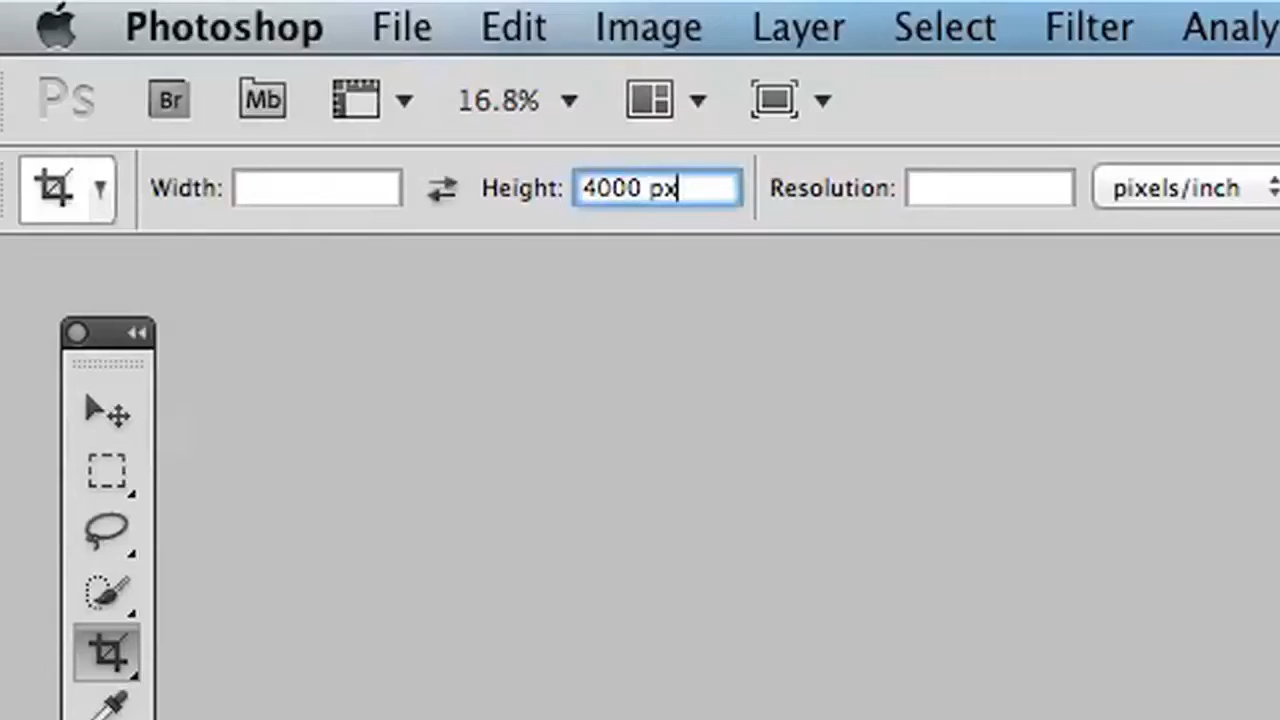 Photoshop File Edit Image Layer Select Filter Analy
Ps Br Mb 16.8%
Width: Height: 4000 px Resolution: pixels/inch